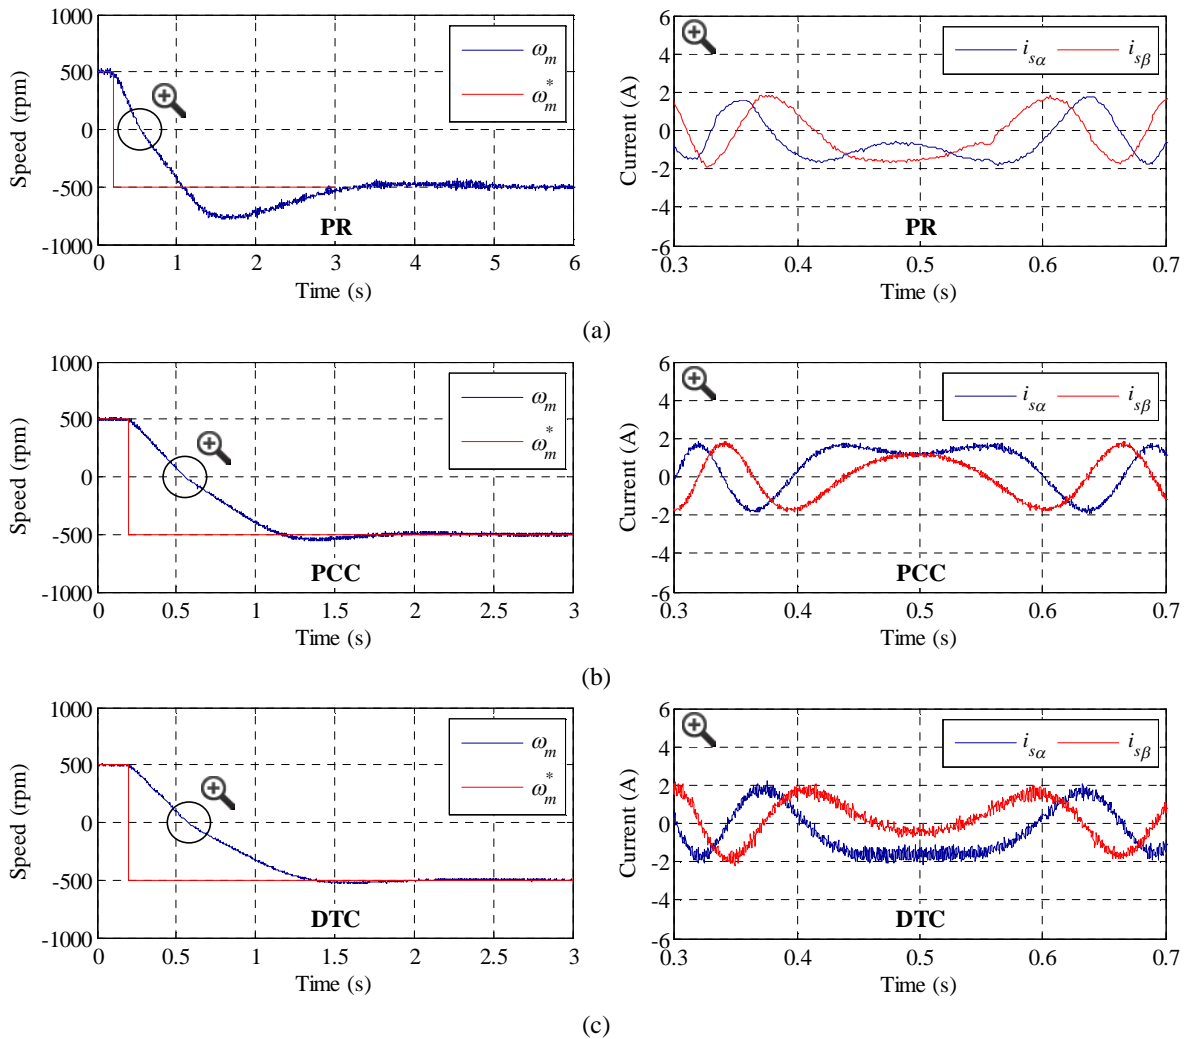 1000
500
0
-500
-1000
Speed (rpm)
ω_m
ω_m^*
PR
0 1 2 3 4 5 6
Time (s)
6
4
2
0
-2
-4
-6
Current (A)
i_sα i_sβ
PR
0.3 0.4 0.5 0.6 0.7
Time (s)
(a)
1000
500
0
-500
-1000
Speed (rpm)
ω_m
ω_m^*
PCC
0 0.5 1 1.5 2 2.5 3
Time (s)
6
4
2
0
-2
-4
-6
Current (A)
i_sα i_sβ
PCC
0.3 0.4 0.5 0.6 0.7
Time (s)
(b)
1000
500
0
-500
-1000
Speed (rpm)
ω_m
ω_m^*
DTC
0 0.5 1 1.5 2 2.5 3
Time (s)
6
4
2
0
-2
-4
-6
Current (A)
i_sα i_sβ
DTC
0.3 0.4 0.5 0.6 0.7
Time (s)
(c)